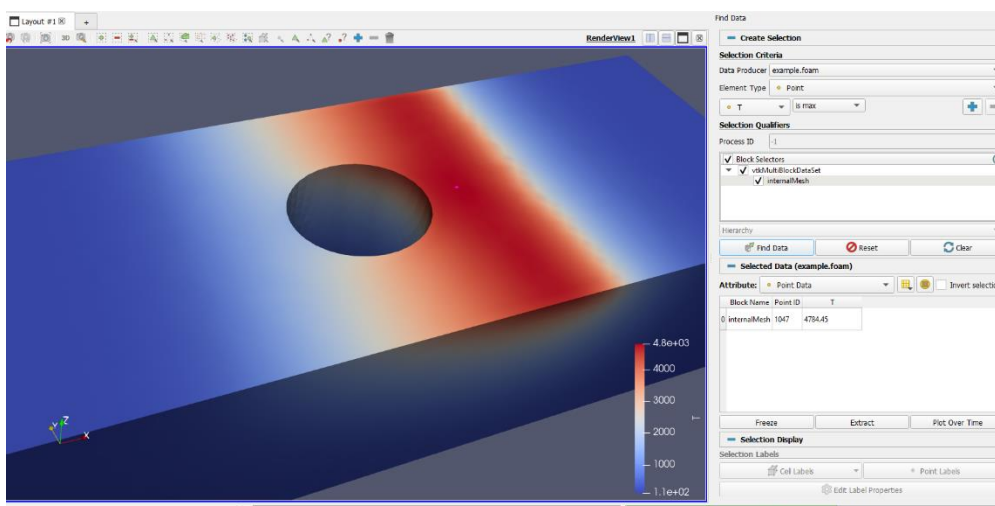 Layout #1
+
3D
RenderView1
Find Data
Create Selection
Selection Criteria
Data Producer example.foam
Element Type Point
T is max
Selection Qualifiers
Process ID -1
Block Selectors
vtkMultiBlockDataSet
internalMesh
Hierarchy
Find Data Reset Clear
Selected Data (example.foam)
Attribute: Point Data Invert selectio
Block Name Point ID T
0 internalMesh 1047 4784.45
Freeze Extract Plot Over Time
Selection Display
Selection Labels
Cell Labels Point Labels
Edit Label Properties
4.8e+03
4000
3000
2000
1000
1.1e+02
T
Y Z X